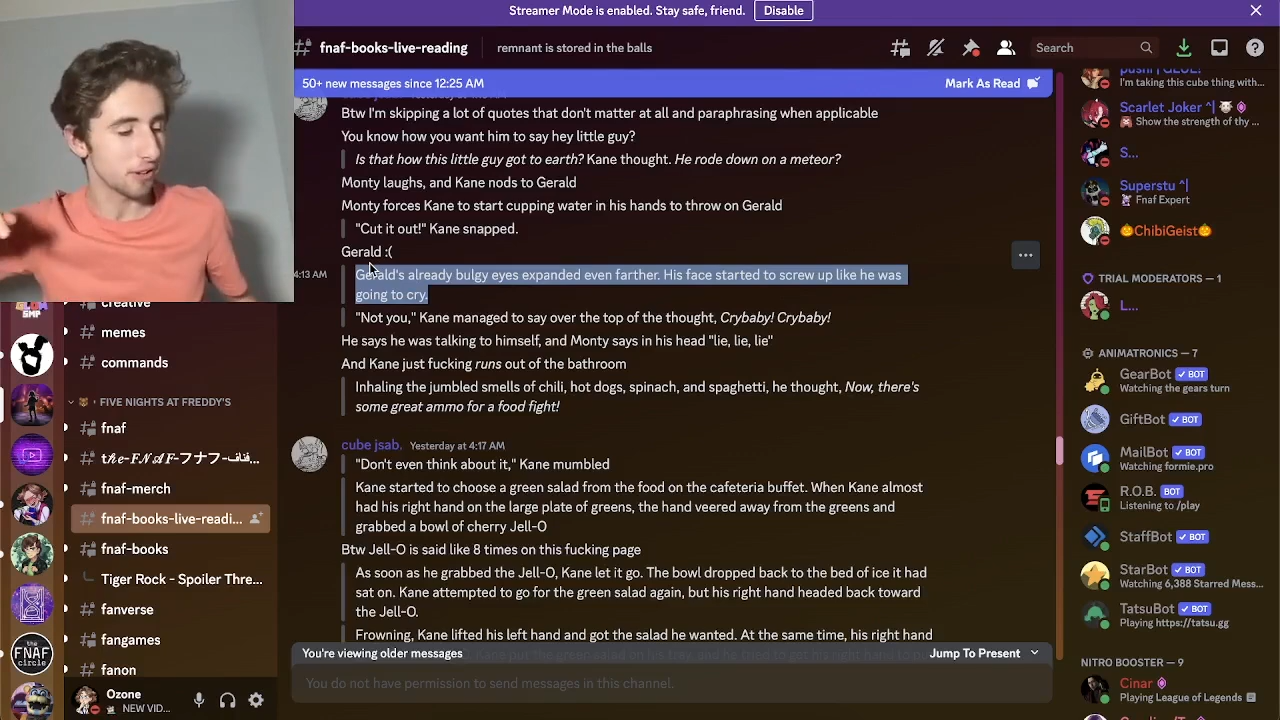 Streamer Mode is enabled. Stay safe, friend. Disable
fnaf-books-live-reading remnant is stored in the balls Search
50+ new messages since 12:25 AM Mark As Read
Btw I'm skipping a lot of quotes that don't matter at all and paraphrasing when applicable
You know how you want him to say hey little guy?
Is that how this little guy got to earth? Kane thought. He rode down on a meteor?
Monty laughs, and Kane nods to Gerald
Monty forces Kane to start cupping water in his hands to throw on Gerald
"Cut it out!" Kane snapped.
Gerald :(
4:13 AM
Gerald's already bulgy eyes expanded even farther. His face started to screw up like he was
going to cry.
"Not you," Kane managed to say over the top of the thought, Crybaby! Crybaby!
He says he was talking to himself, and Monty says in his head "lie, lie, lie"
And Kane just fucking runs out of the bathroom
Inhaling the jumbled smells of chili, hot dogs, spinach, and spaghetti, he thought, Now, there's
some great ammo for a food fight!
cube jsab. Yesterday at 4:17 AM
"Don't even think about it," Kane mumbled
Kane started to choose a green salad from the food on the cafeteria buffet. When Kane almost
had his right hand on the large plate of greens, the hand veered away from the greens and
grabbed a bowl of cherry Jell-O
Btw Jell-O is said like 8 times on this fucking page
As soon as he grabbed the Jell-O, Kane let it go. The bowl dropped back to the bed of ice it had
sat on. Kane attempted to go for the green salad again, but his right hand headed back toward
the Jell-O.
Frowning, Kane lifted his left hand and got the salad he wanted. At the same time, his right hand
You're viewing older messages Jump To Present
You do not have permission to send messages in this channel.
creative
memes
commands
FIVE NIGHTS AT FREDDY'S
fnaf
fnaf-merch
fnaf-books-live-readi...
fnaf-books
Tiger Rock - Spoiler Thre...
fanverse
fangames
fanon
the
FNAF
CIRCLE
Ozone
NEW VID...
I'm taking this cube thing with...
Scarlet Joker ^|
Show the strength of thy ...
S...
Superstu ^|
Fnaf Expert
ChibiGeist
TRIAL MODERATORS — 1
L...
ANIMATRONICS — 7
GearBot BOT
Watching the gears turn
GiftBot BOT
MailBot BOT
Watching formie.pro
R.O.B. BOT
Listening to /play
StaffBot BOT
StarBot BOT
Watching 6,388 Starred Mess...
TatsuBot BOT
Playing https://tatsu.gg
NITRO BOOSTER — 9
Cinar
Playing League of Legends